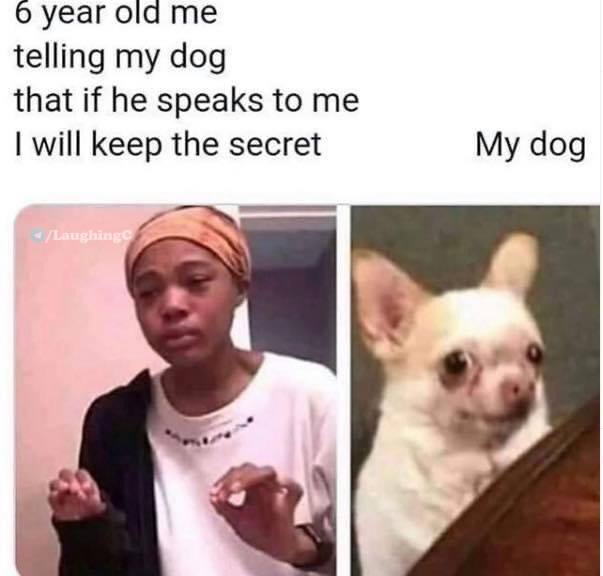 6 year old me
telling my dog
that if he speaks to me
I will keep the secret
My dog
/LaughingC